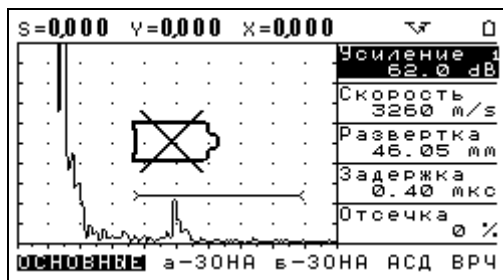 S=0,000 Y=0,000 X=0,000
Усиление 1
62.0 dB
Скорость
3260 m/s
Развертка
46.05 mm
Задержка
0.40 мкс
Отсечка
0 %
ОСНОВНЫЕ а-ЗОНА в-ЗОНА АСД ВРЧ